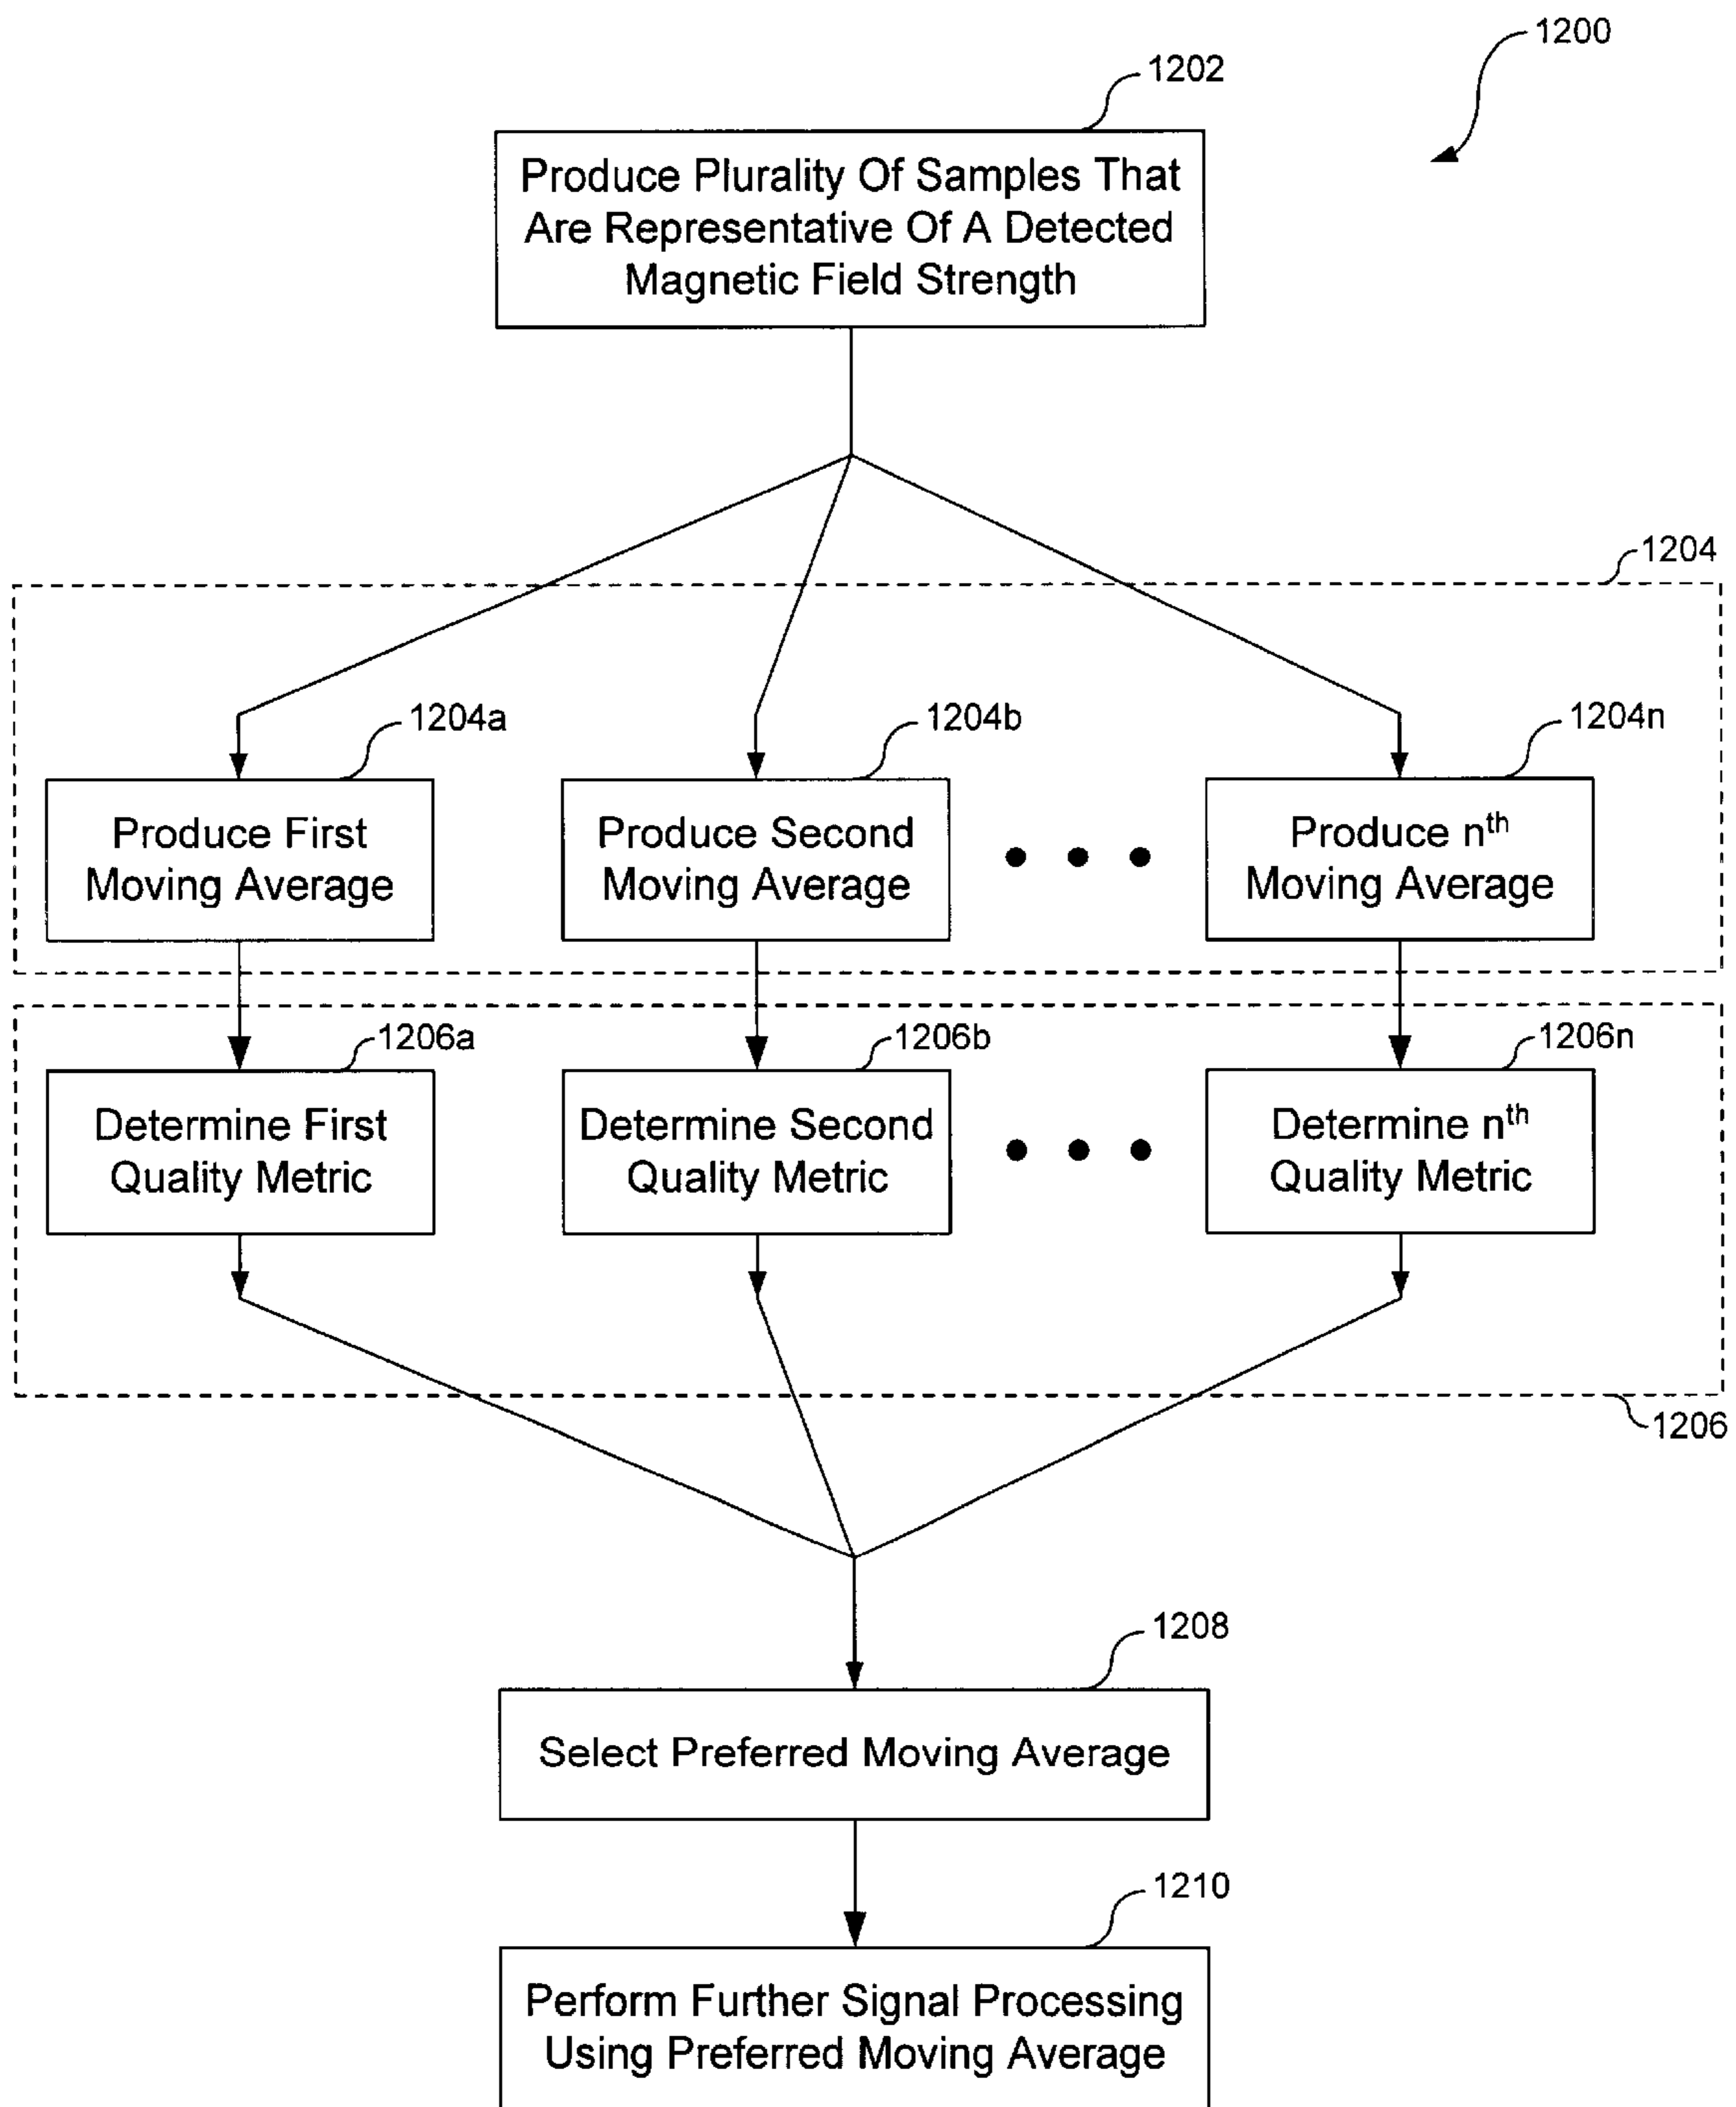 1200
1202
Produce Plurality Of Samples That
Are Representative Of A Detected
Magnetic Field Strength
1204
1204a
1204b
1204n
Produce First
Moving Average
Produce Second
Moving Average
Produce nth
Moving Average
1206a
1206b
1206n
Determine First
Quality Metric
Determine Second
Quality Metric
Determine nth
Quality Metric
1206
1208
Select Preferred Moving Average
1210
Perform Further Signal Processing
Using Preferred Moving Average